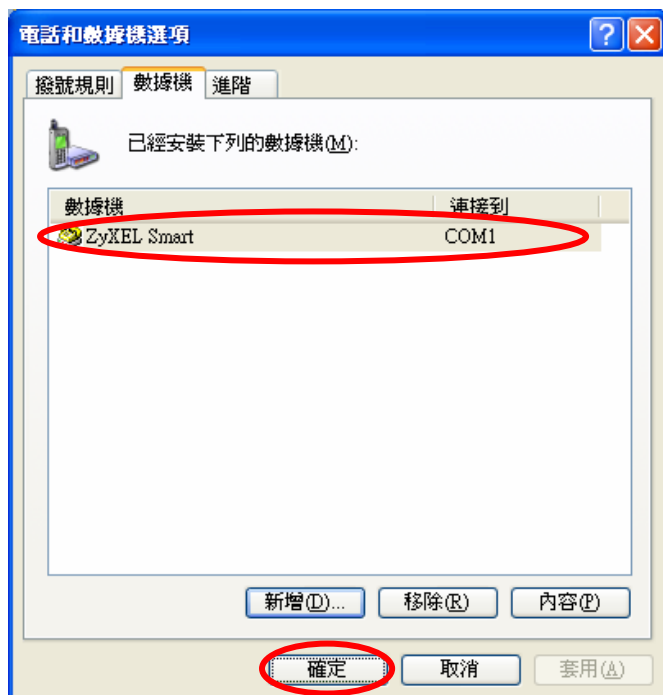 電話和數據機選項
撥號規則 數據機 進階
已經安裝下列的數據機(M):
數據機 連接到
ZyXEL Smart COM1
新增(D)... 移除(R) 內容(P)
確定 取消 套用(A)